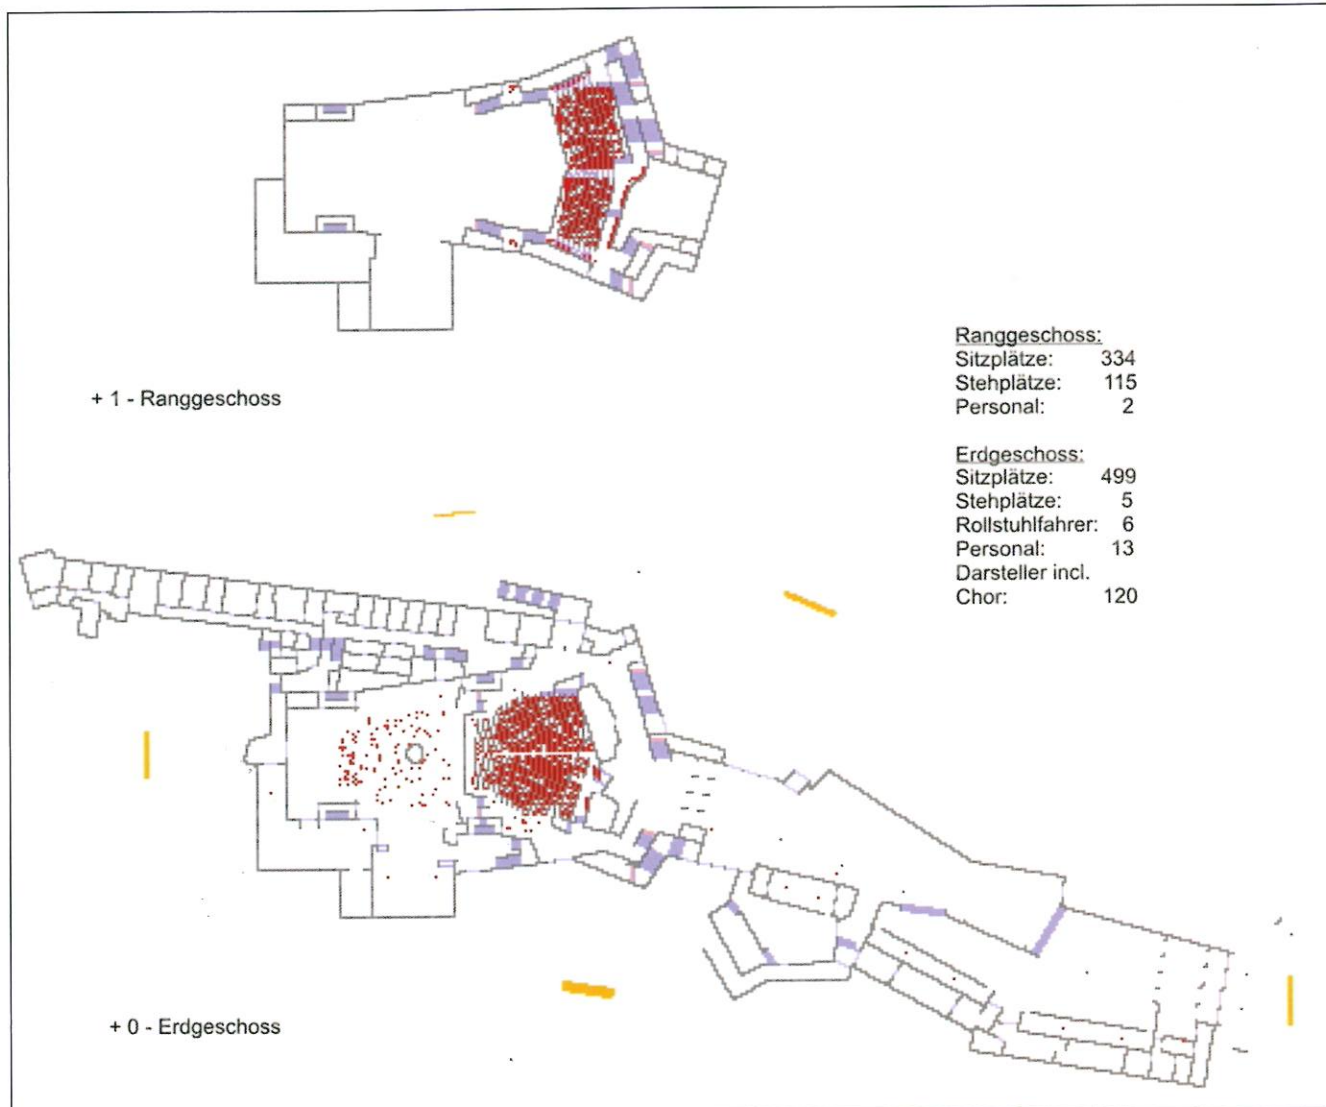 + 1 - Ranggeschoss
Ranggeschoss:
Sitzplätze: 334
Stehplätze: 115
Personal: 2
Erdgeschoss:
Sitzplätze: 499
Stehplätze: 5
Rollstuhlfahrer: 6
Personal: 13
Darsteller incl.
Chor: 120
+ 0 - Erdgeschoss